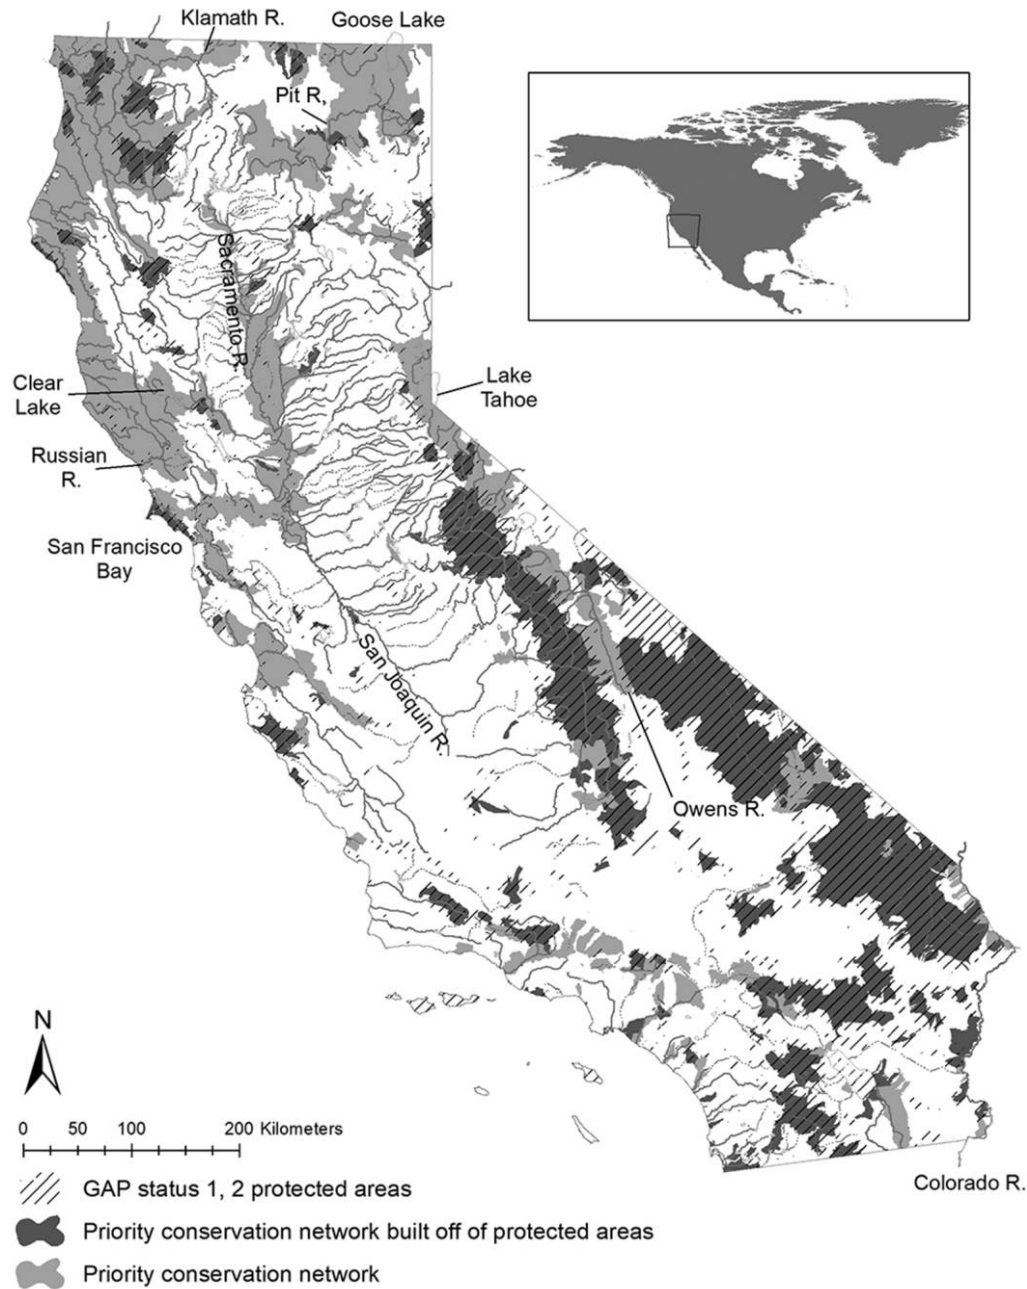 Klamath R.
Goose Lake
Pit R,
Sacramento R.
Clear
Lake
Lake
Tahoe
Russian
R.
San Francisco
Bay
San Joaquin R.
Owens R.
N
0 50 100 200 Kilometers
Colorado R.
GAP status 1, 2 protected areas
Priority conservation network built off of protected areas
Priority conservation network